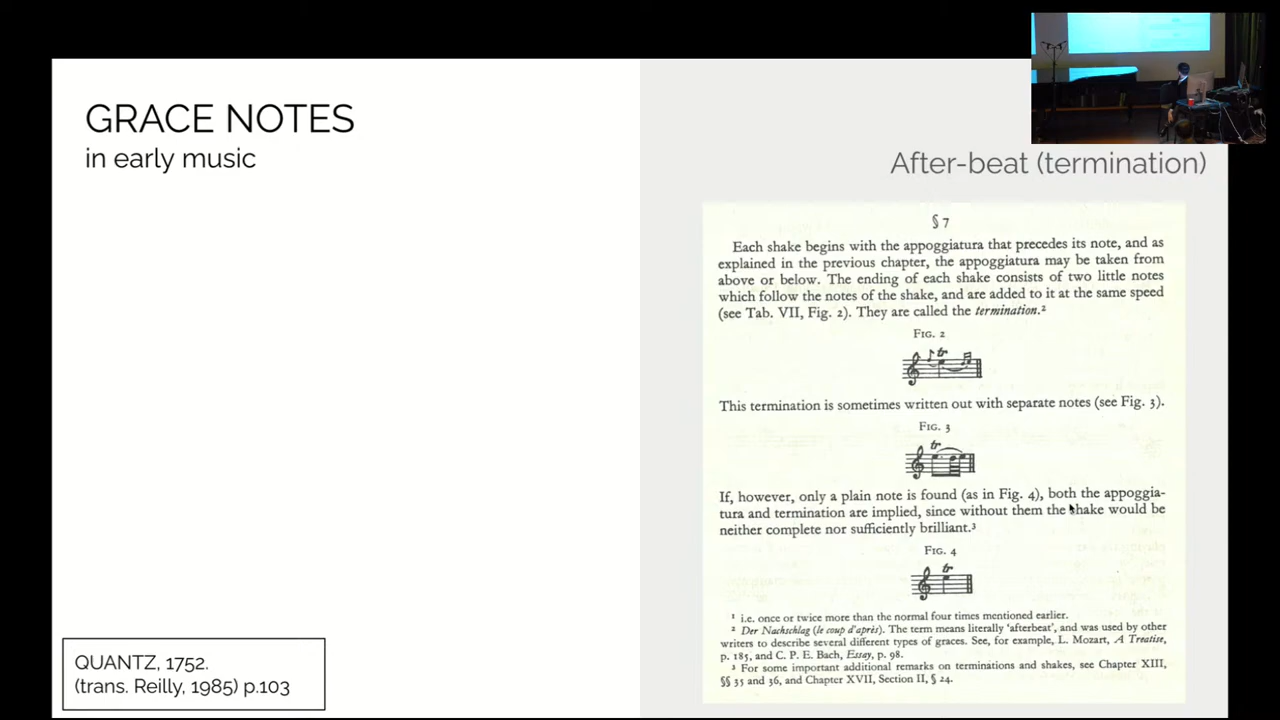 GRACE NOTES
in early music
After-beat (termination)
§ 7
Each shake begins with the appoggiatura that precedes its note, and as
explained in the previous chapter, the appoggiatura may be taken from
above or below. The ending of each shake consists of two little notes
which follow the notes of the shake, and are added to it at the same speed
(see Tab. VII, Fig. 2). They are called the termination.²
FIG. 2
tr
This termination is sometimes written out with separate notes (see Fig. 3).
FIG. 3
tr
If, however, only a plain note is found (as in Fig. 4), both the appoggia-
tura and termination are implied, since without them the shake would be
neither complete nor sufficiently brilliant.³
FIG. 4
tr
¹ i.e. once or twice more than the normal four times mentioned earlier.
² Der Nachschlag (le coup d'après). The term means literally 'afterbeat', and was used by other
writers to describe several different types of graces. See, for example, L. Mozart, A Treatise,
p. 185, and C. P. E. Bach, Essay, p. 98.
³ For some important additional remarks on terminations and shakes, see Chapter XIII,
§§ 35 and 36, and Chapter XVII, Section II, § 24.
QUANTZ, 1752.
(trans. Reilly, 1985) p.103